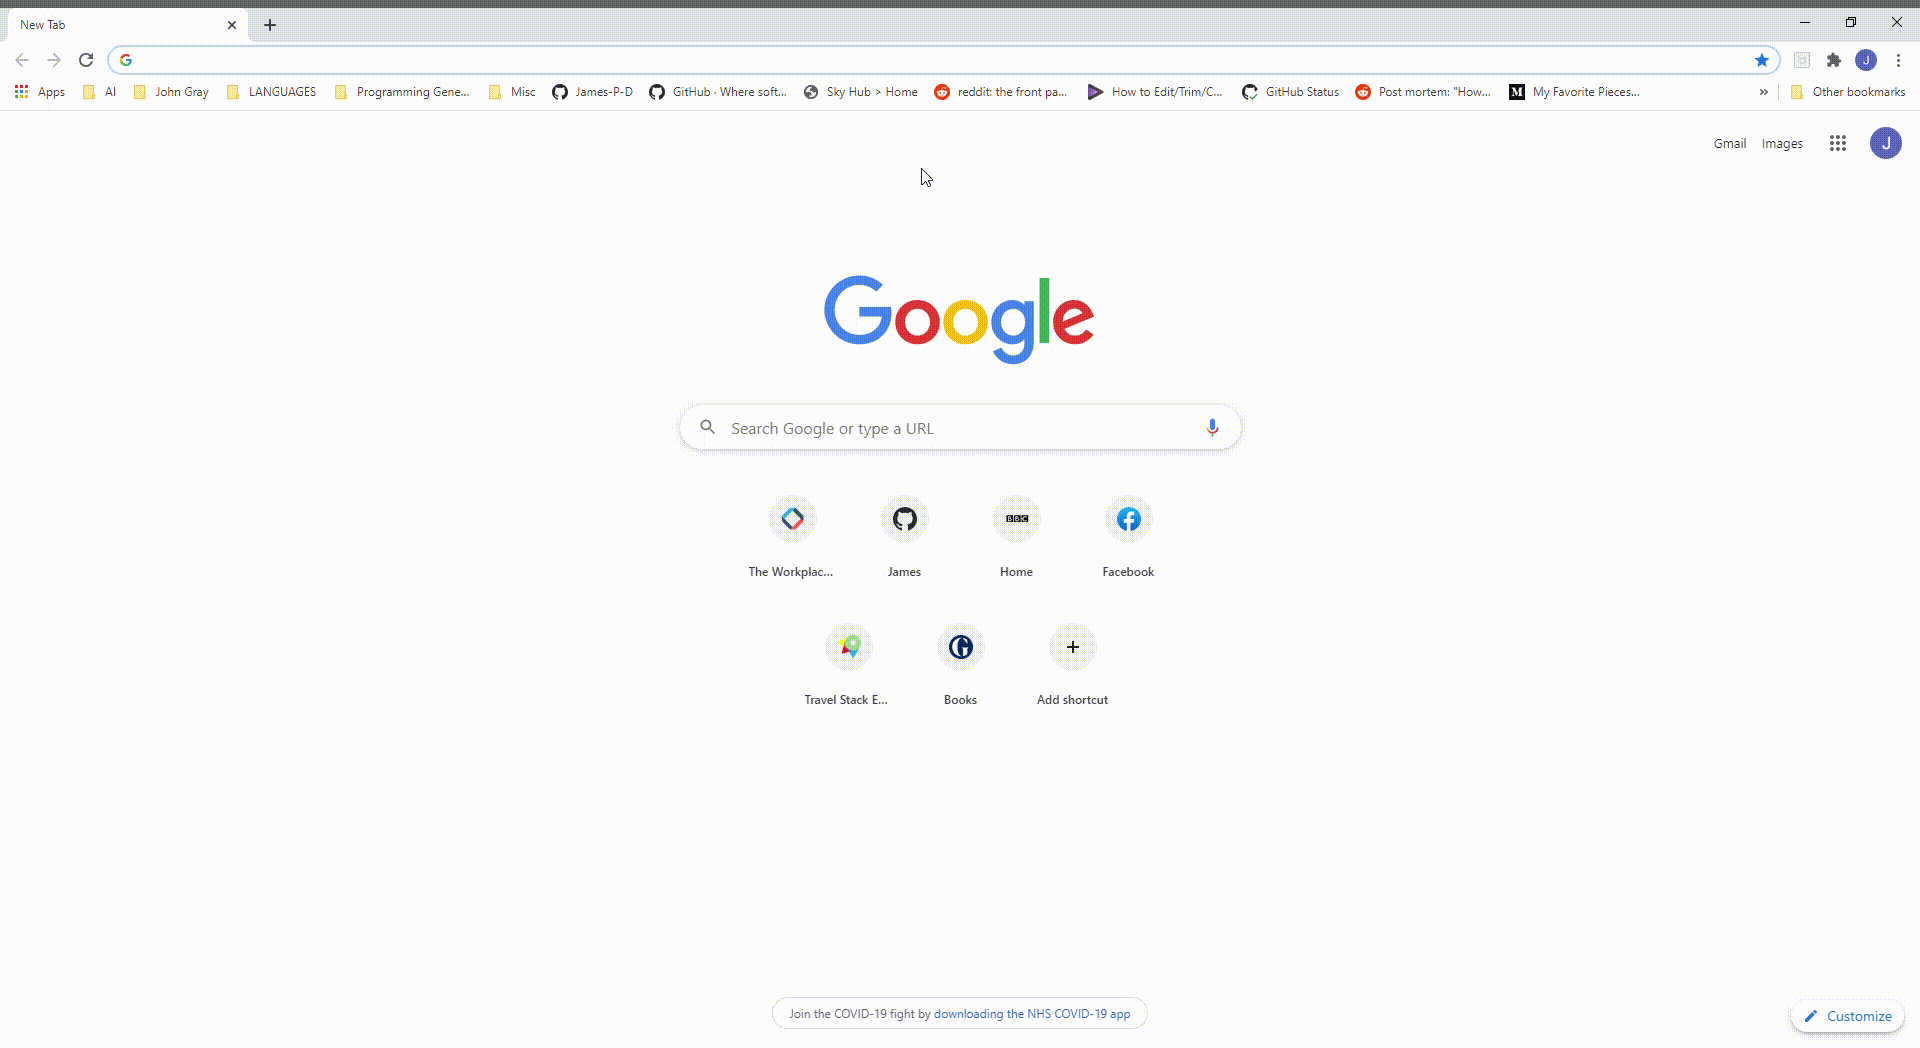 New Tab
Apps AI John Gray LANGUAGES Programming Gene... Misc James-P-D GitHub · Where soft... Sky Hub > Home reddit: the front pa... How to Edit/Trim/C... GitHub Status Post mortem: "How... M My Favorite Pieces... » Other bookmarks
J
Gmail Images J
Google
Search Google or type a URL
BBC
The Workplac... James Home Facebook
Travel Stack E... Books Add shortcut
Join the COVID-19 fight by downloading the NHS COVID-19 app
Customize